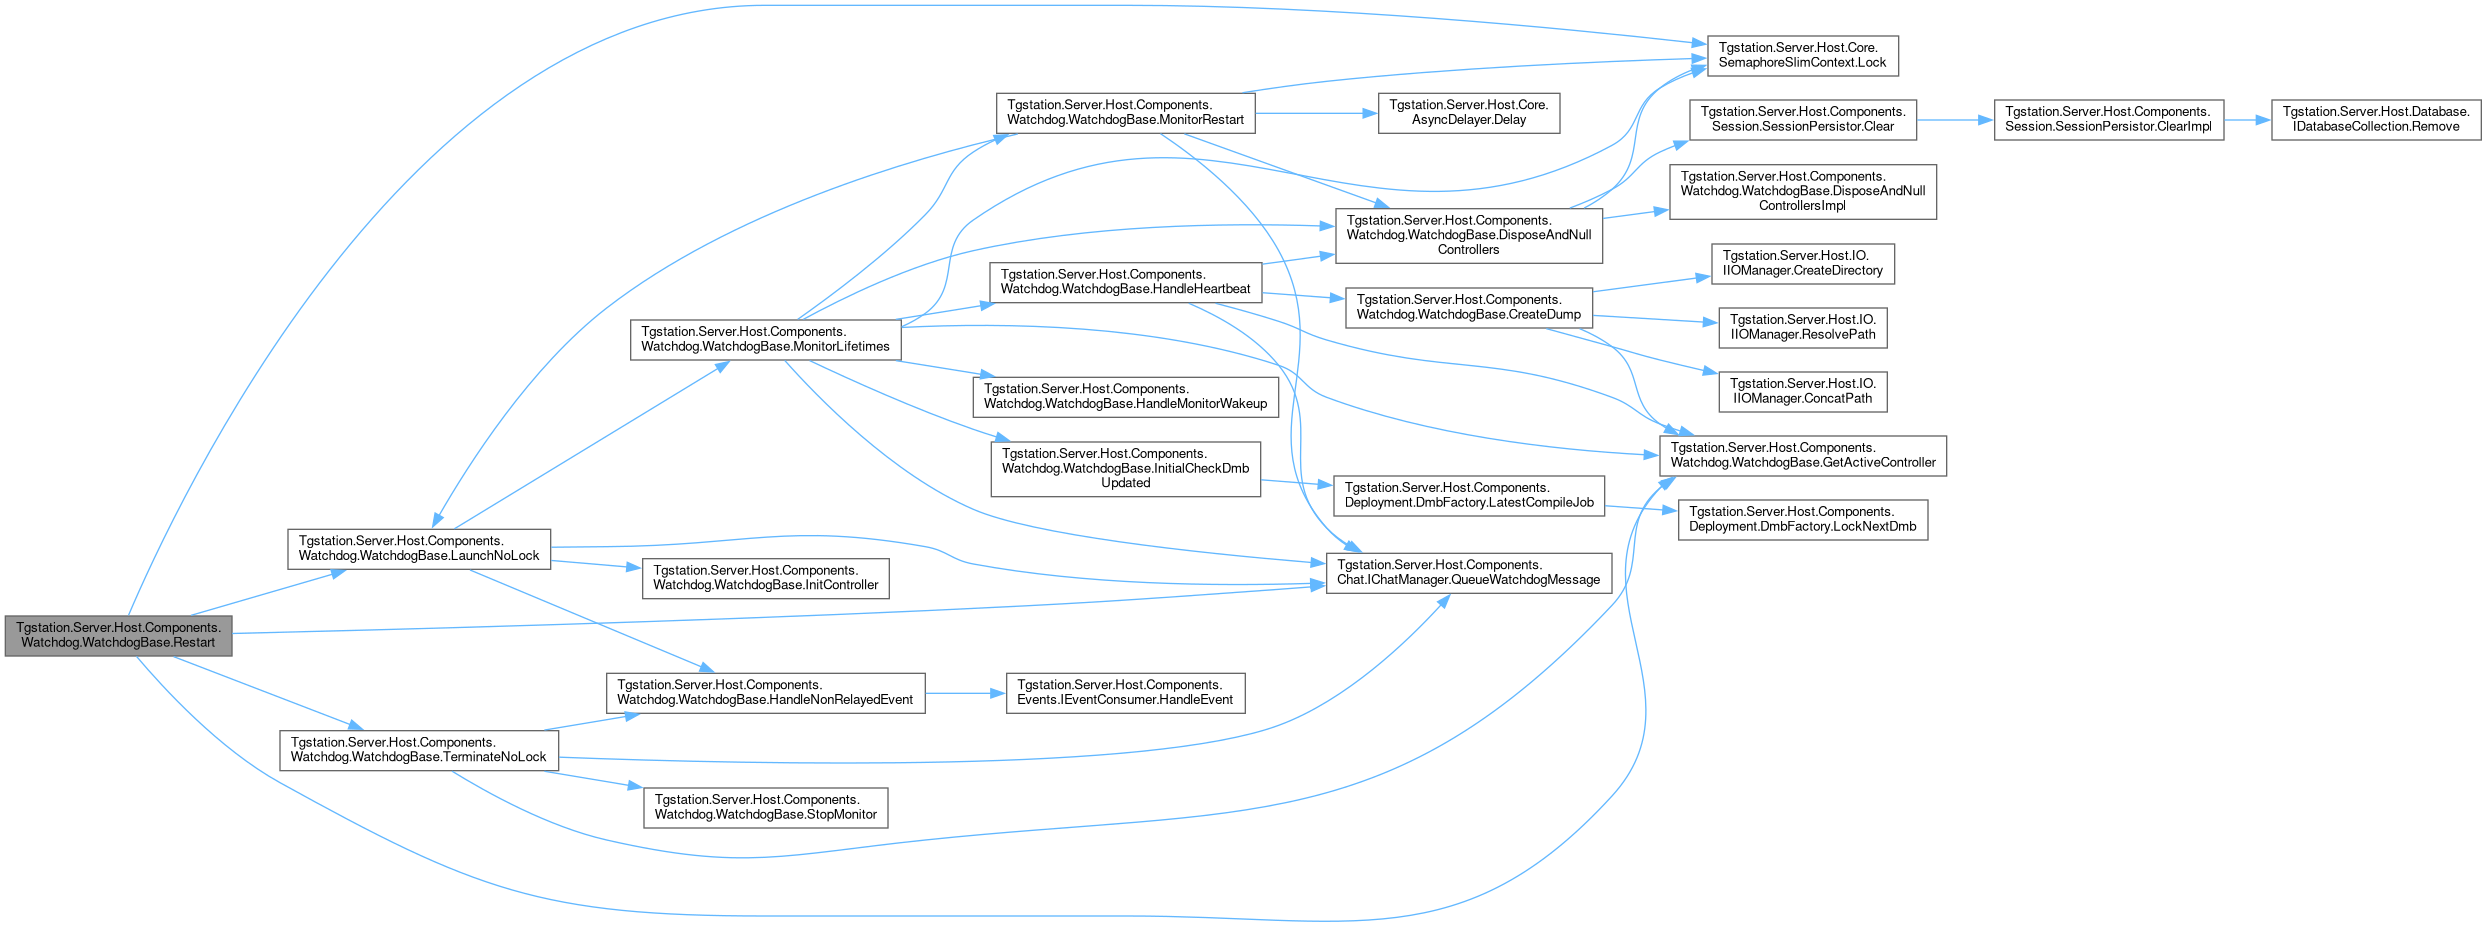 Tgstation.Server.Host.Components.
Watchdog.WatchdogBase.Restart
Tgstation.Server.Host.Components.
Watchdog.WatchdogBase.LaunchNoLock
Tgstation.Server.Host.Components.
Watchdog.WatchdogBase.TerminateNoLock
Tgstation.Server.Host.Components.
Watchdog.WatchdogBase.MonitorLifetimes
Tgstation.Server.Host.Components.
Watchdog.WatchdogBase.InitController
Tgstation.Server.Host.Components.
Watchdog.WatchdogBase.HandleNonRelayedEvent
Tgstation.Server.Host.Components.
Watchdog.WatchdogBase.StopMonitor
Tgstation.Server.Host.Components.
Watchdog.WatchdogBase.MonitorRestart
Tgstation.Server.Host.Components.
Watchdog.WatchdogBase.HandleHeartbeat
Tgstation.Server.Host.Components.
Watchdog.WatchdogBase.HandleMonitorWakeup
Tgstation.Server.Host.Components.
Watchdog.WatchdogBase.InitialCheckDmb
Updated
Tgstation.Server.Host.Components.
Events.IEventConsumer.HandleEvent
Tgstation.Server.Host.Core.
AsyncDelayer.Delay
Tgstation.Server.Host.Components.
Watchdog.WatchdogBase.DisposeAndNull
Controllers
Tgstation.Server.Host.Components.
Watchdog.WatchdogBase.CreateDump
Tgstation.Server.Host.Components.
Deployment.DmbFactory.LatestCompileJob
Tgstation.Server.Host.Components.
Chat.IChatManager.QueueWatchdogMessage
Tgstation.Server.Host.Core.
SemaphoreSlimContext.Lock
Tgstation.Server.Host.Components.
Session.SessionPersistor.Clear
Tgstation.Server.Host.Components.
Watchdog.WatchdogBase.DisposeAndNull
ControllersImpl
Tgstation.Server.Host.IO.
IIOManager.CreateDirectory
Tgstation.Server.Host.IO.
IIOManager.ResolvePath
Tgstation.Server.Host.IO.
IIOManager.ConcatPath
Tgstation.Server.Host.Components.
Watchdog.WatchdogBase.GetActiveController
Tgstation.Server.Host.Components.
Deployment.DmbFactory.LockNextDmb
Tgstation.Server.Host.Components.
Session.SessionPersistor.ClearImpl
Tgstation.Server.Host.Database.
IDatabaseCollection.Remove